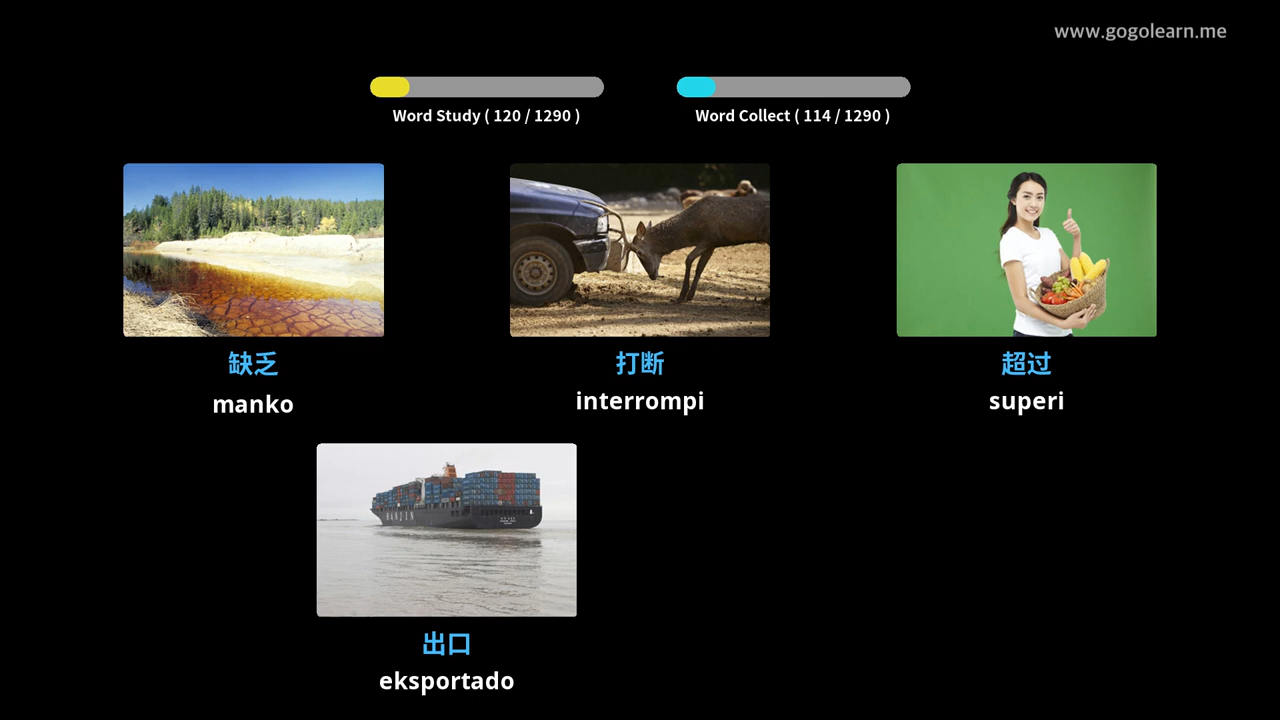 www.gogolearn.me
Word Study ( 120 / 1290 )
Word Collect ( 114 / 1290 )
缺乏
manko
打断
interrompi
超过
superi
HANJIN
出口
eksportado